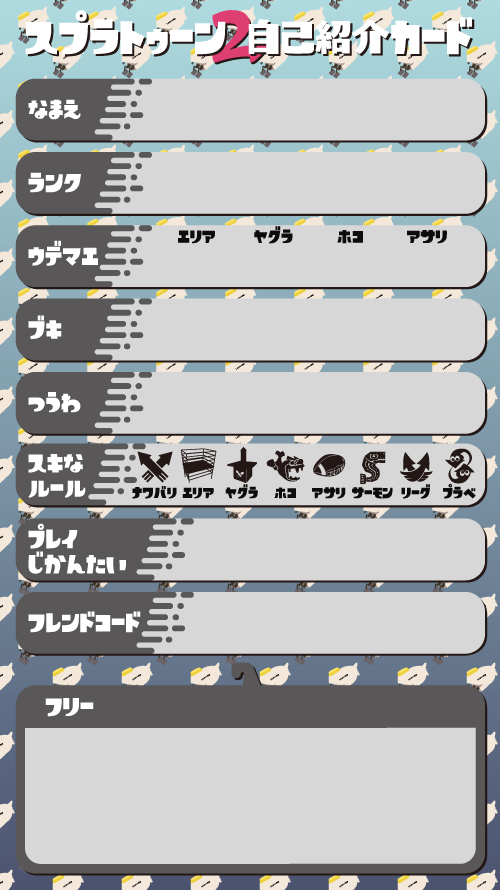 スプラトゥーン2自己紹介カード
なまえ
ランク
ウデマエ
エリア ヤグラ ホコ アサリ
ブキ
つうわ
スキな
ルール
ナワバリ エリア ヤグラ ホコ アサリ サーモン リーグ プラベ
プレイ
じかんたい
フレンドコード
フリー